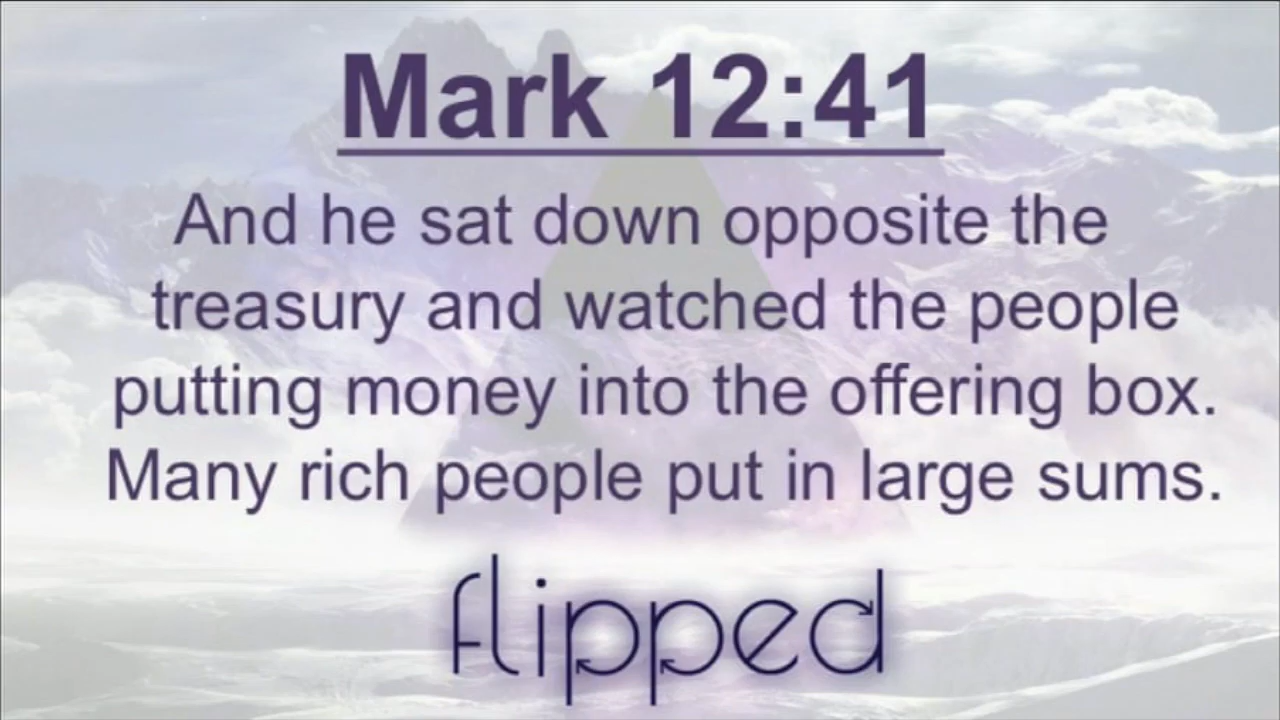 Mark 12:41
And he sat down opposite the
treasury and watched the people
putting money into the offering box.
Many rich people put in large sums.
flipped